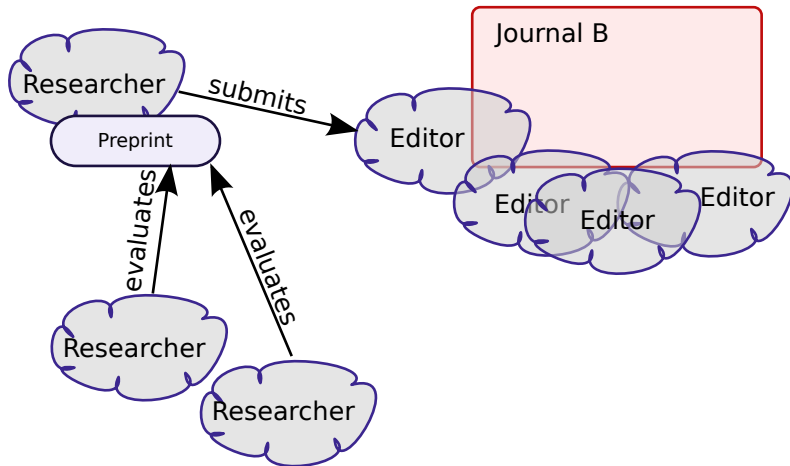 Journal B
Researcher
submits
Editor
Preprint
evaluates
evaluates
Editor
Editor
Editor
Researcher
Researcher